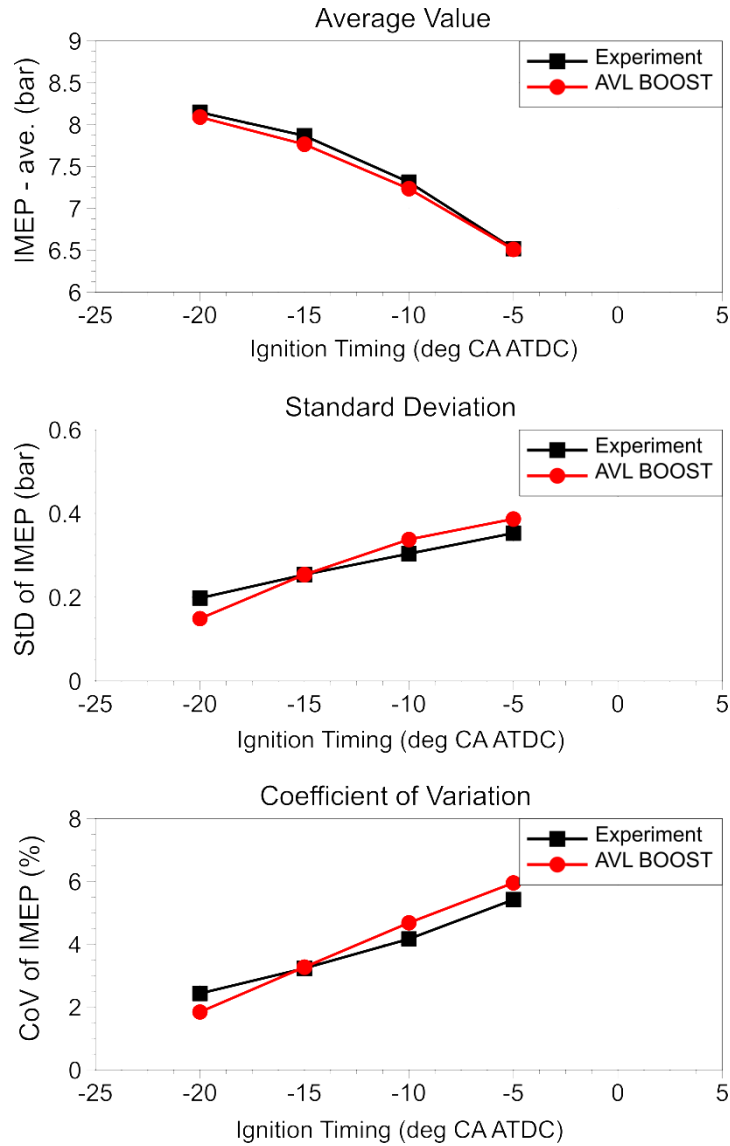 Average Value
IMEP - ave. (bar)
9
8.5
8
7.5
7
6.5
6
Experiment
AVL BOOST
-25 -20 -15 -10 -5 0 5
Ignition Timing (deg CA ATDC)
Standard Deviation
StD of IMEP (bar)
0.6
0.4
0.2
0
Experiment
AVL BOOST
-25 -20 -15 -10 -5 0 5
Ignition Timing (deg CA ATDC)
Coefficient of Variation
CoV of IMEP (%)
8
6
4
2
0
Experiment
AVL BOOST
-25 -20 -15 -10 -5 0 5
Ignition Timing (deg CA ATDC)